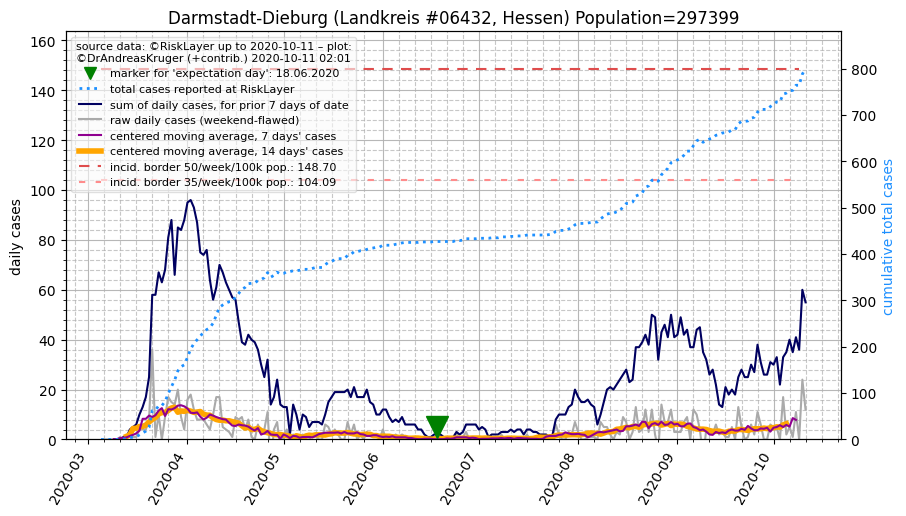 Darmstadt-Dieburg (Landkreis #06432, Hessen) Population=297399
source data: ©RiskLayer up to 2020-10-11 – plot:
©DrAndreasKruger (+contrib.) 2020-10-11 02:01
marker for 'expectation day': 18.06.2020
total cases reported at RiskLayer
sum of daily cases, for prior 7 days of date
raw daily cases (weekend-flawed)
centered moving average, 7 days' cases
centered moving average, 14 days' cases
incid. border 50/week/100k pop.: 148.70
incid. border 35/week/100k pop.: 104.09
daily cases
160
140
120
100
80
60
40
20
0
cumulative total cases
800
700
600
500
400
300
200
100
0
2020-03
2020-04
2020-05
2020-06
2020-07
2020-08
2020-09
2020-10